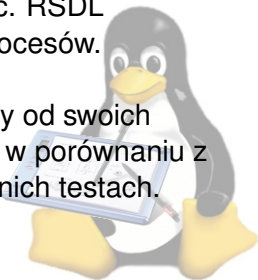 c. RSDL
ocesów.
y od swoich
w porównaniu z
nich testach.